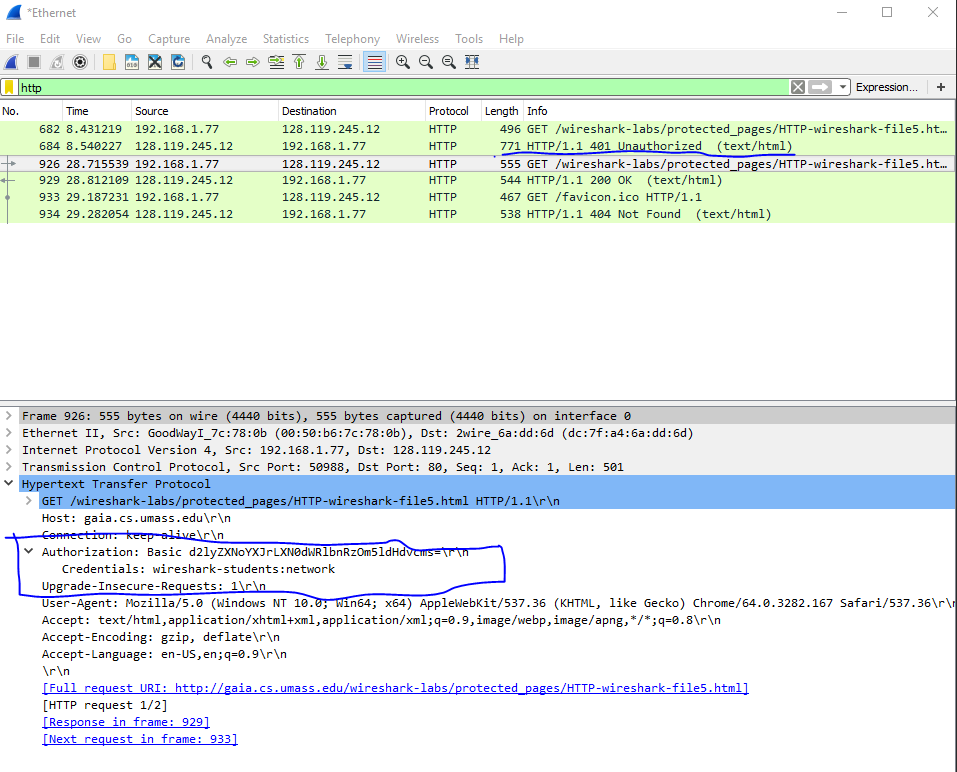 *Ethernet
File Edit View Go Capture Analyze Statistics Telephony Wireless Tools Help
http Expression... +
No. Time Source Destination Protocol Length Info
682 8.431219 192.168.1.77 128.119.245.12 HTTP 496 GET /wireshark-labs/protected_pages/HTTP-wireshark-file5.ht...
684 8.540227 128.119.245.12 192.168.1.77 HTTP 771 HTTP/1.1 401 Unauthorized (text/html)
926 28.715539 192.168.1.77 128.119.245.12 HTTP 555 GET /wireshark-labs/protected_pages/HTTP-wireshark-file5.ht...
929 28.812109 128.119.245.12 192.168.1.77 HTTP 544 HTTP/1.1 200 OK (text/html)
933 29.187231 192.168.1.77 128.119.245.12 HTTP 467 GET /favicon.ico HTTP/1.1
934 29.282054 128.119.245.12 192.168.1.77 HTTP 538 HTTP/1.1 404 Not Found (text/html)
Frame 926: 555 bytes on wire (4440 bits), 555 bytes captured (4440 bits) on interface 0
Ethernet II, Src: GoodWayI_7c:78:0b (00:50:b6:7c:78:0b), Dst: 2wire_6a:dd:6d (dc:7f:a4:6a:dd:6d)
Internet Protocol Version 4, Src: 192.168.1.77, Dst: 128.119.245.12
Transmission Control Protocol, Src Port: 50988, Dst Port: 80, Seq: 1, Ack: 1, Len: 501
Hypertext Transfer Protocol
GET /wireshark-labs/protected_pages/HTTP-wireshark-file5.html HTTP/1.1\r\n
Host: gaia.cs.umass.edu\r\n
Connection: keep-alive\r\n
Authorization: Basic d2lyZXNoYXJrLXN0dWRlbnRzOm5ldHdvcms=\r\n
Credentials: wireshark-students:network
Upgrade-Insecure-Requests: 1\r\n
User-Agent: Mozilla/5.0 (Windows NT 10.0; Win64; x64) AppleWebKit/537.36 (KHTML, like Gecko) Chrome/64.0.3282.167 Safari/537.36\r\
Accept: text/html,application/xhtml+xml,application/xml;q=0.9,image/webp,image/apng,*/*;q=0.8\r\n
Accept-Encoding: gzip, deflate\r\n
Accept-Language: en-US,en;q=0.9\r\n
\r\n
[Full request URI: http://gaia.cs.umass.edu/wireshark-labs/protected_pages/HTTP-wireshark-file5.html]
[HTTP request 1/2]
[Response in frame: 929]
[Next request in frame: 933]